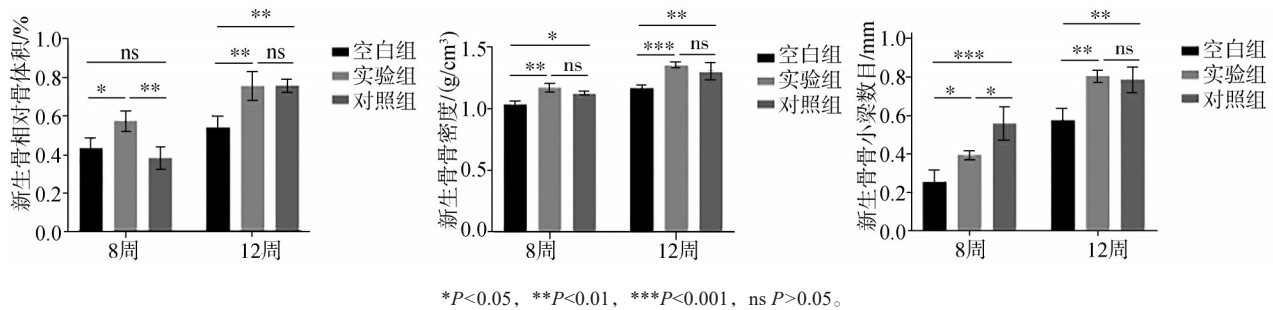 新生骨相对骨体积/%
1.0
0.8
0.6
0.4
0.2
0.0
**
ns
** ns
* **
8周 12周
空白组
实验组
对照组
新生骨骨密度/(g/cm³)
1.5
1.0
0.5
0.0
**
*
*** ns
** ns
8周 12周
空白组
实验组
对照组
新生骨骨小梁数目/mm
1.0
0.8
0.6
0.4
0.2
0.0
**
***
** ns
* *
8周 12周
空白组
实验组
对照组
*P<0.05，**P<0.01，***P<0.001，ns P>0.05。